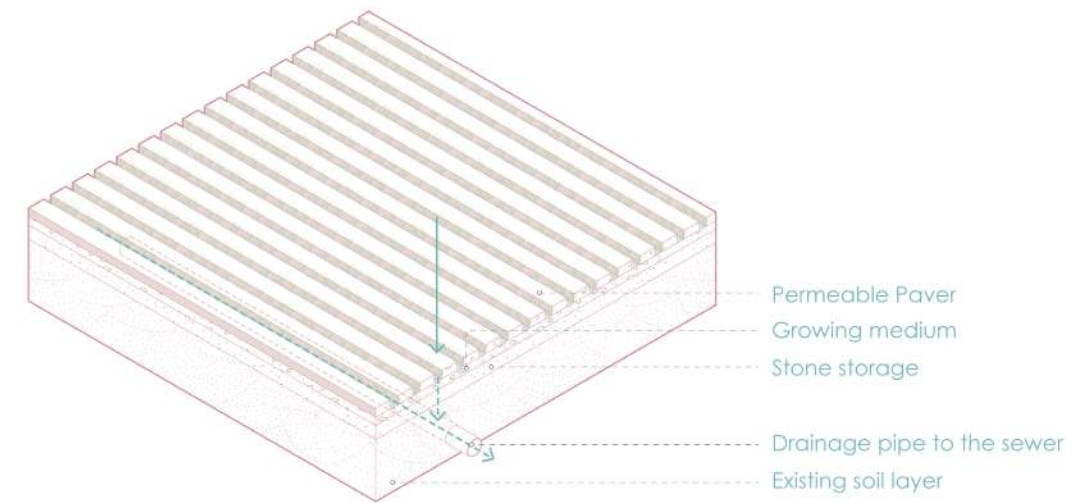 Permeable Paver
Growing medium
Stone storage
Drainage pipe to the sewer
Existing soil layer